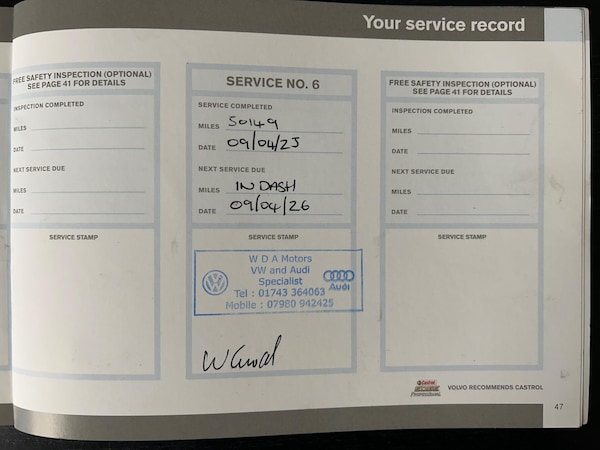 Your service record
FREE SAFETY INSPECTION (OPTIONAL)
SEE PAGE 41 FOR DETAILS
INSPECTION COMPLETED
MILES
DATE
NEXT SERVICE DUE
MILES
DATE
SERVICE STAMP
SERVICE NO. 6
SERVICE COMPLETED
MILES 50149
DATE 09/04/25
NEXT SERVICE DUE
MILES IN DASH
DATE 09/04/26
SERVICE STAMP
W D A Motors
VW and Audi
Specialist
Audi
Tel : 01743 364063
Mobile : 07980 942425
FREE SAFETY INSPECTION (OPTIONAL)
SEE PAGE 41 FOR DETAILS
INSPECTION COMPLETED
MILES
DATE
NEXT SERVICE DUE
MILES
DATE
SERVICE STAMP
Castrol
PROFESSIONAL
VOLVO RECOMMENDS CASTROL
47